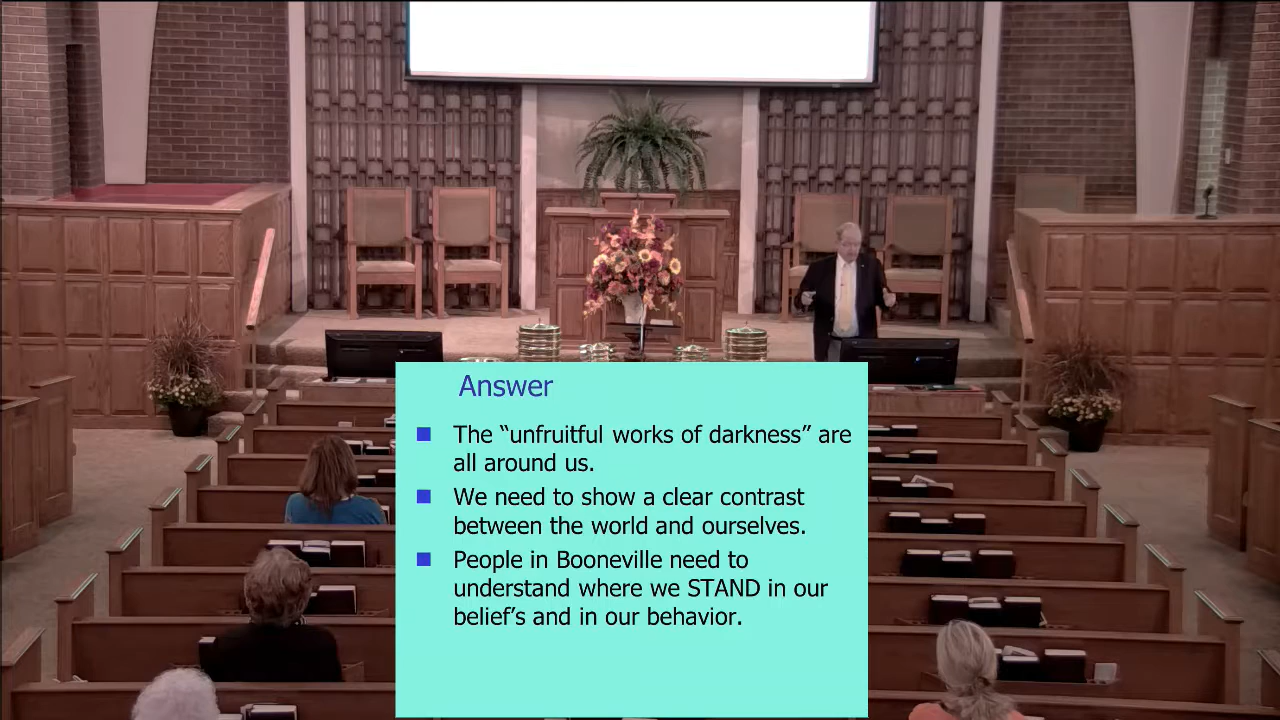 Answer
The “unfruitful works of darkness” are
all around us.
We need to show a clear contrast
between the world and ourselves.
People in Booneville need to
understand where we STAND in our
belief’s and in our behavior.